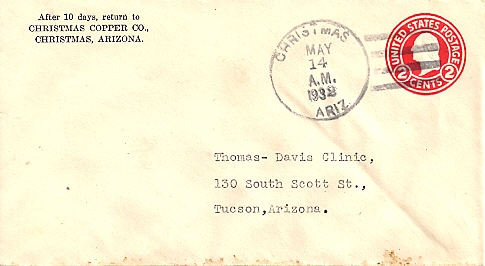 After 10 days, return to
CHRISTMAS COPPER CO.,
CHRISTMAS, ARIZONA.
CHRISTMAS
MAY
14
A.M.
1932
ARIZ.
UNITED STATES POSTAGE
2 CENTS 2
Thomas- Davis Clinic,
130 South Scott St.,
Tucson,Arizona.